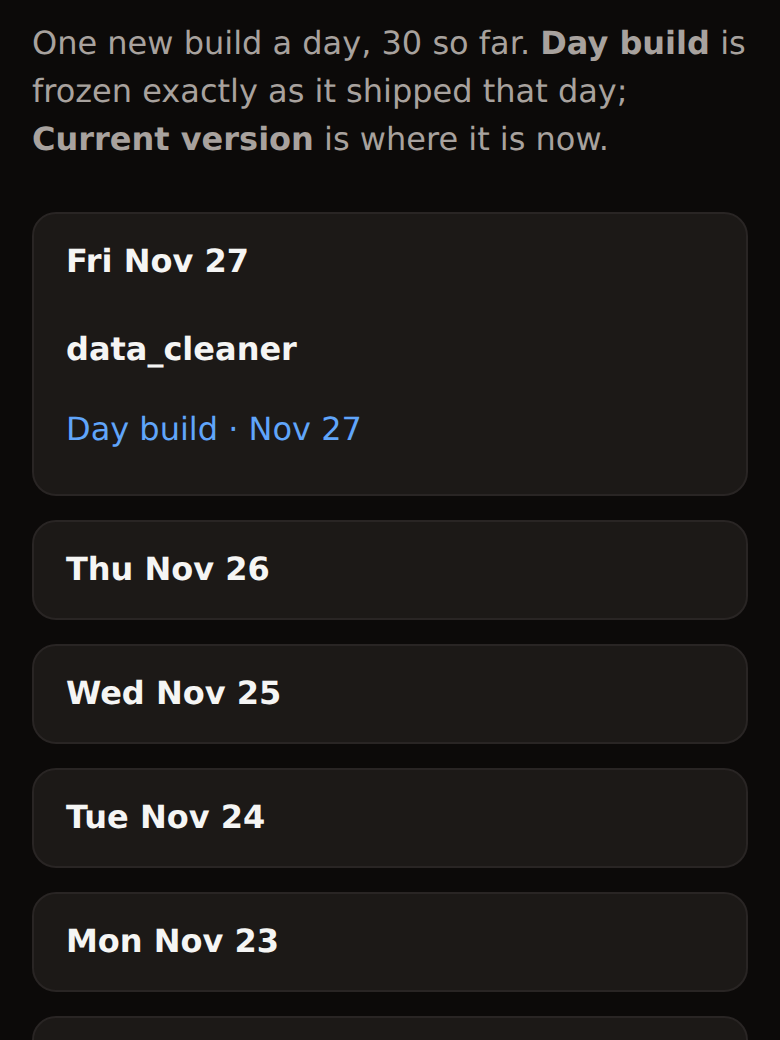 One new build a day, 30 so far. Day build is
frozen exactly as it shipped that day;
Current version is where it is now.
Fri Nov 27
data_cleaner
Day build · Nov 27
Thu Nov 26
Wed Nov 25
Tue Nov 24
Mon Nov 23